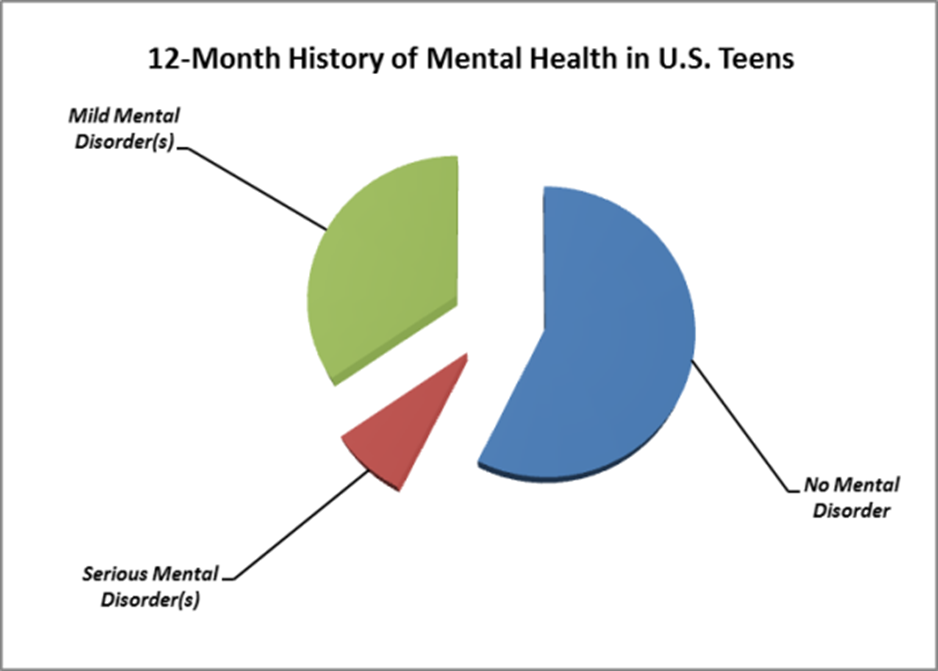 12-Month History of Mental Health in U.S. Teens
Mild Mental
Disorder(s)
No Mental
Disorder
Serious Mental
Disorder(s)